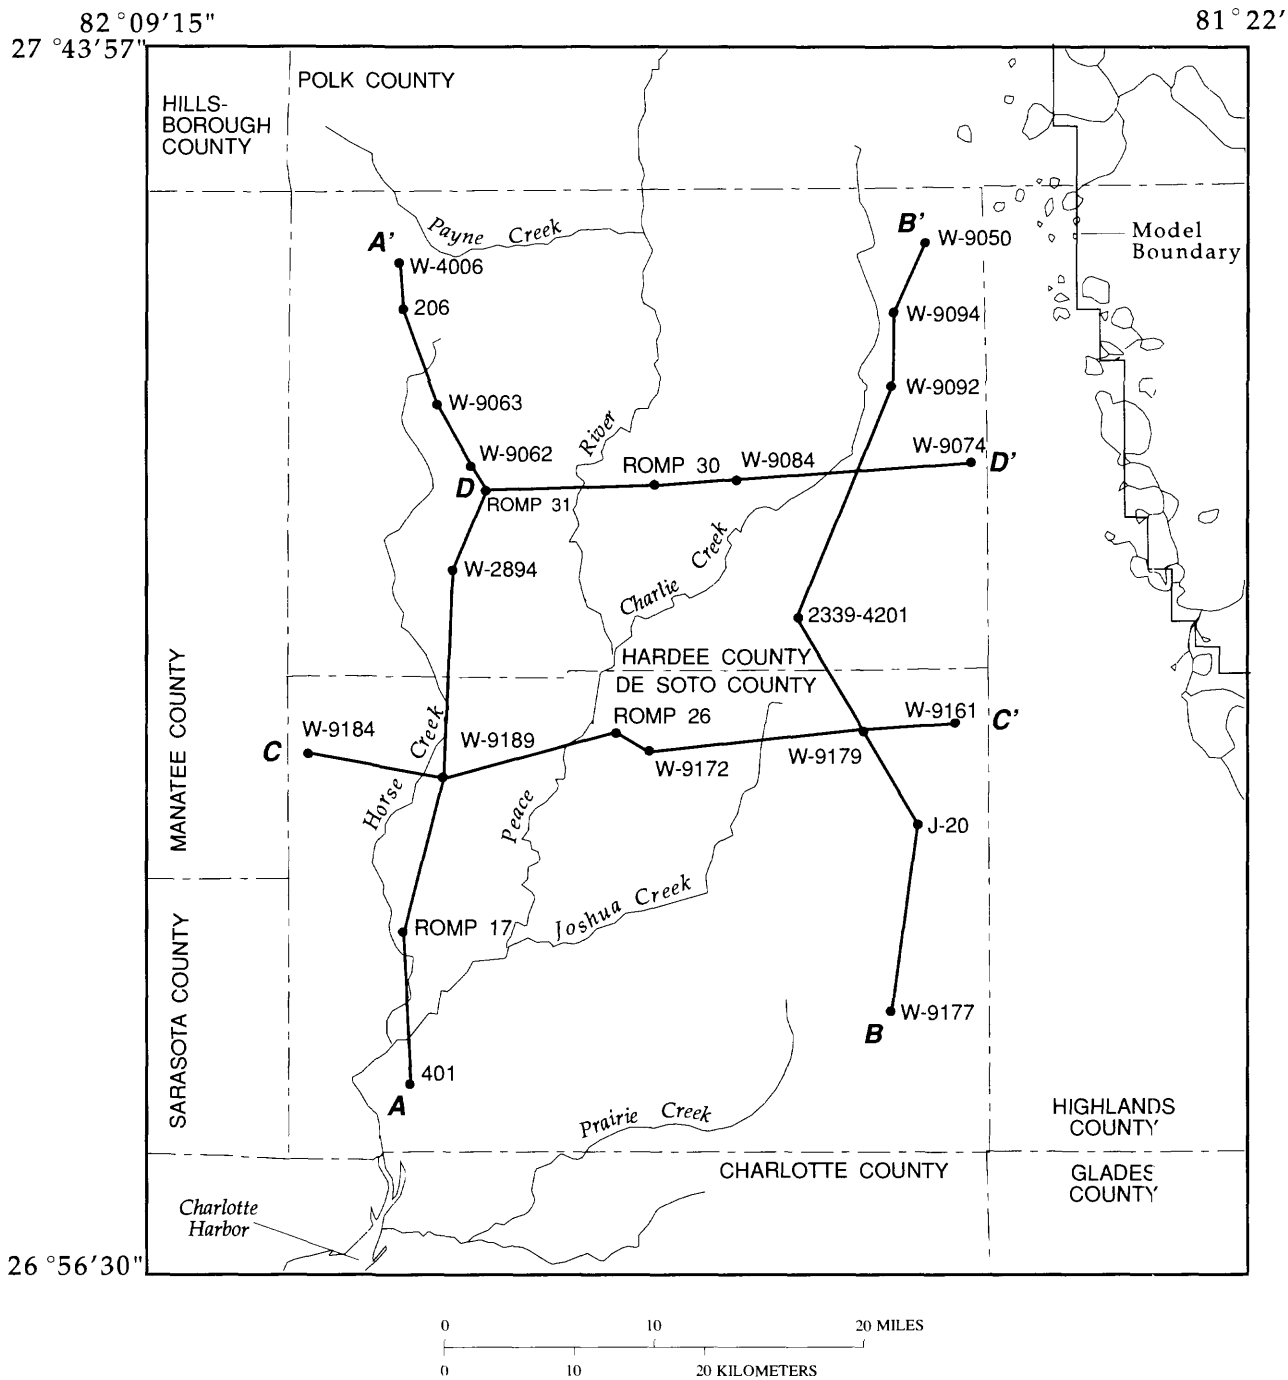 82 °09'15"
81 °22'
27 °43'57"
POLK COUNTY
HILLS-
BOROUGH
COUNTY
Payne Creek
A'
W-4006
206
B'
W-9050
Model
Boundary
W-9094
W-9092
W-9063
River
W-9062
ROMP 30
W-9084
W-9074
D'
D
ROMP 31
W-2894
Charlie Creek
2339-4201
HARDEE COUNTY
DE SOTO COUNTY
MANATEE COUNTY
ROMP 26
W-9161
C'
W-9184
C
W-9189
W-9172
W-9179
Horse Creek
Peace
J-20
Joshua Creek
ROMP 17
SARASOTA COUNTY
W-9177
B
401
A
Prairie Creek
HIGHLANDS
COUNTY
CHARLOTTE COUNTY
GLADES
COUNTY
Charlotte
Harbor
26 °56'30"
0 10 20 MILES
0 10 20 KILOMETERS